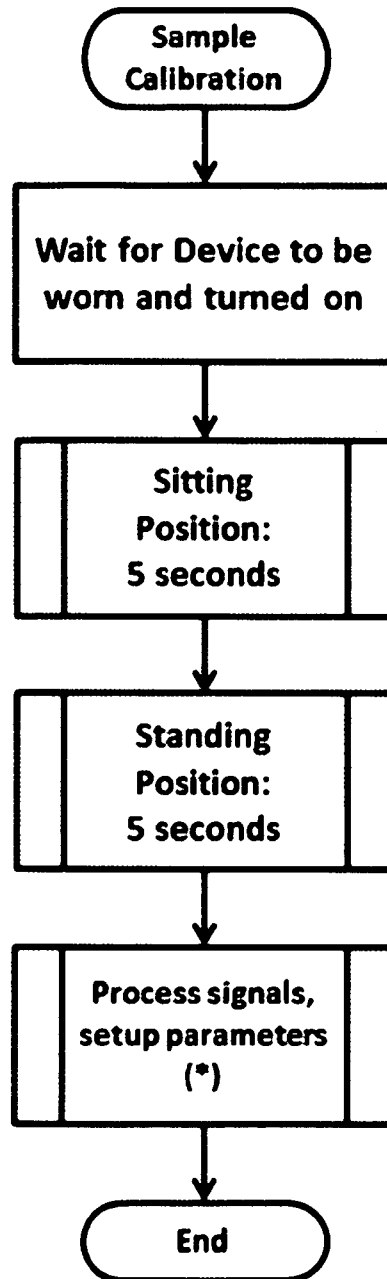 Sample
Calibration
Wait for Device to be
worn and turned on
Sitting
Position:
5 seconds
Standing
Position:
5 seconds
Process signals,
setup parameters
(*)
End